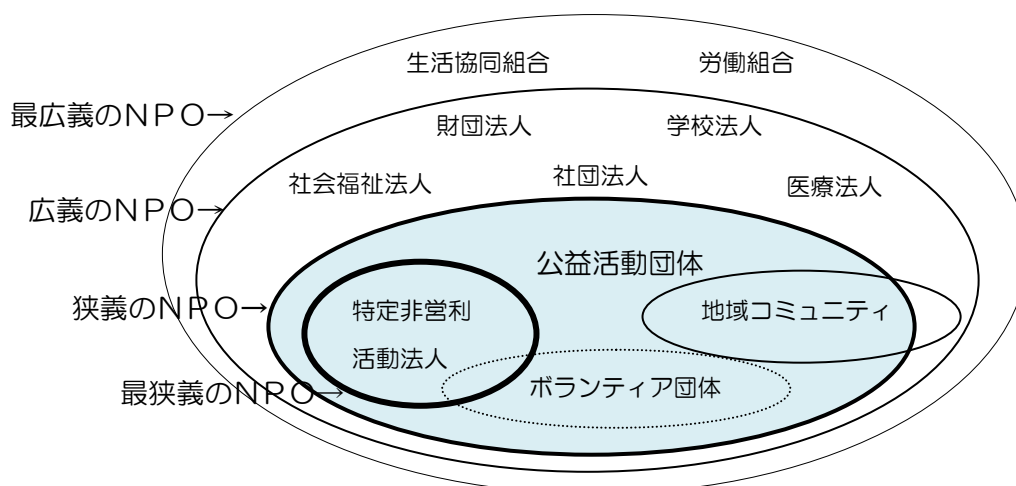 生活協同組合
労働組合
最広義のＮＰＯ→
財団法人
学校法人
社会福祉法人
社団法人
医療法人
広義のＮＰＯ→
公益活動団体
狭義のＮＰＯ→
特定非営利
活動法人
地域コミュニティ
最狭義のＮＰＯ→
ボランティア団体